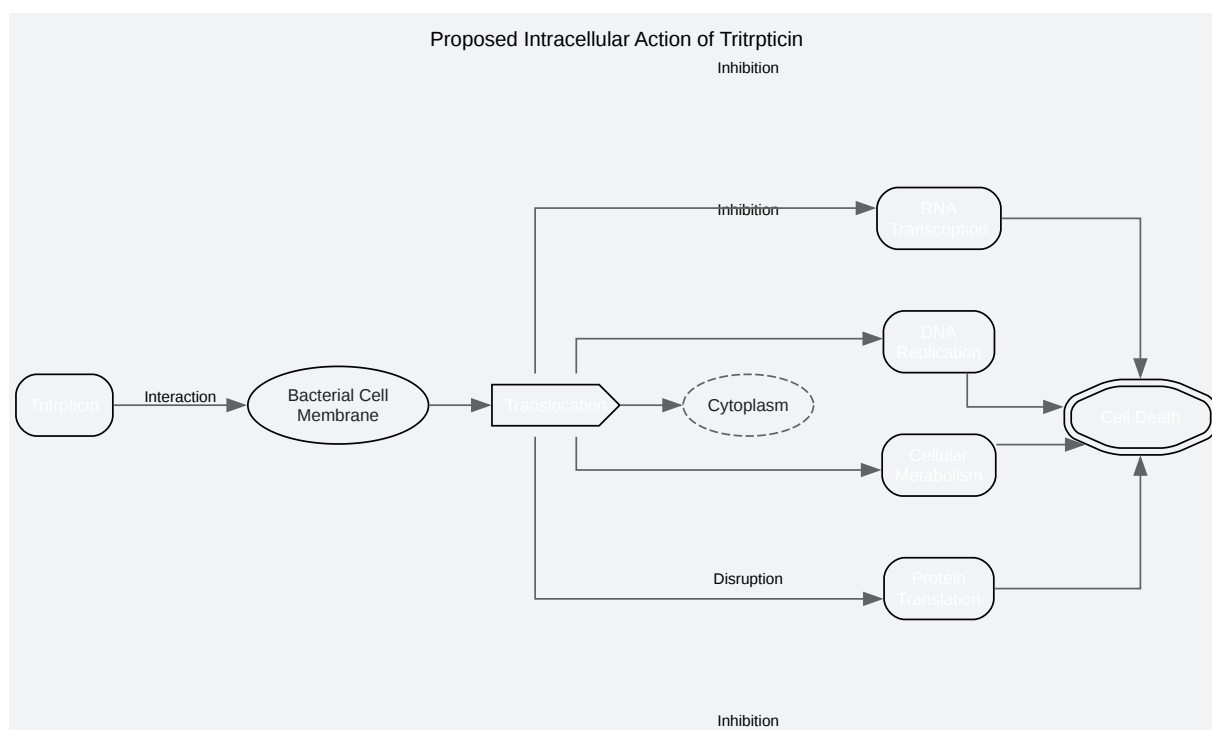 Proposed Intracellular Action of Tritrpticin
Inhibition
Inhibition
RNA
Transcription
DNA
Replication
Tritrpticin
Interaction
Bacterial Cell
Membrane
Translocation
Cytoplasm
Cell Death
Cellular
Metabolism
Disruption
Protein
Translation
Inhibition